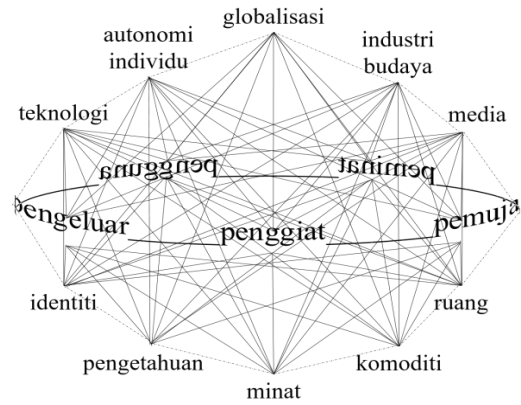 globalisasi
autonomi
individu
industri
budaya
teknologi
media
pengguna
peminat
pengeluar
penggiat
pemuja
identiti
ruang
pengetahuan
komoditi
minat